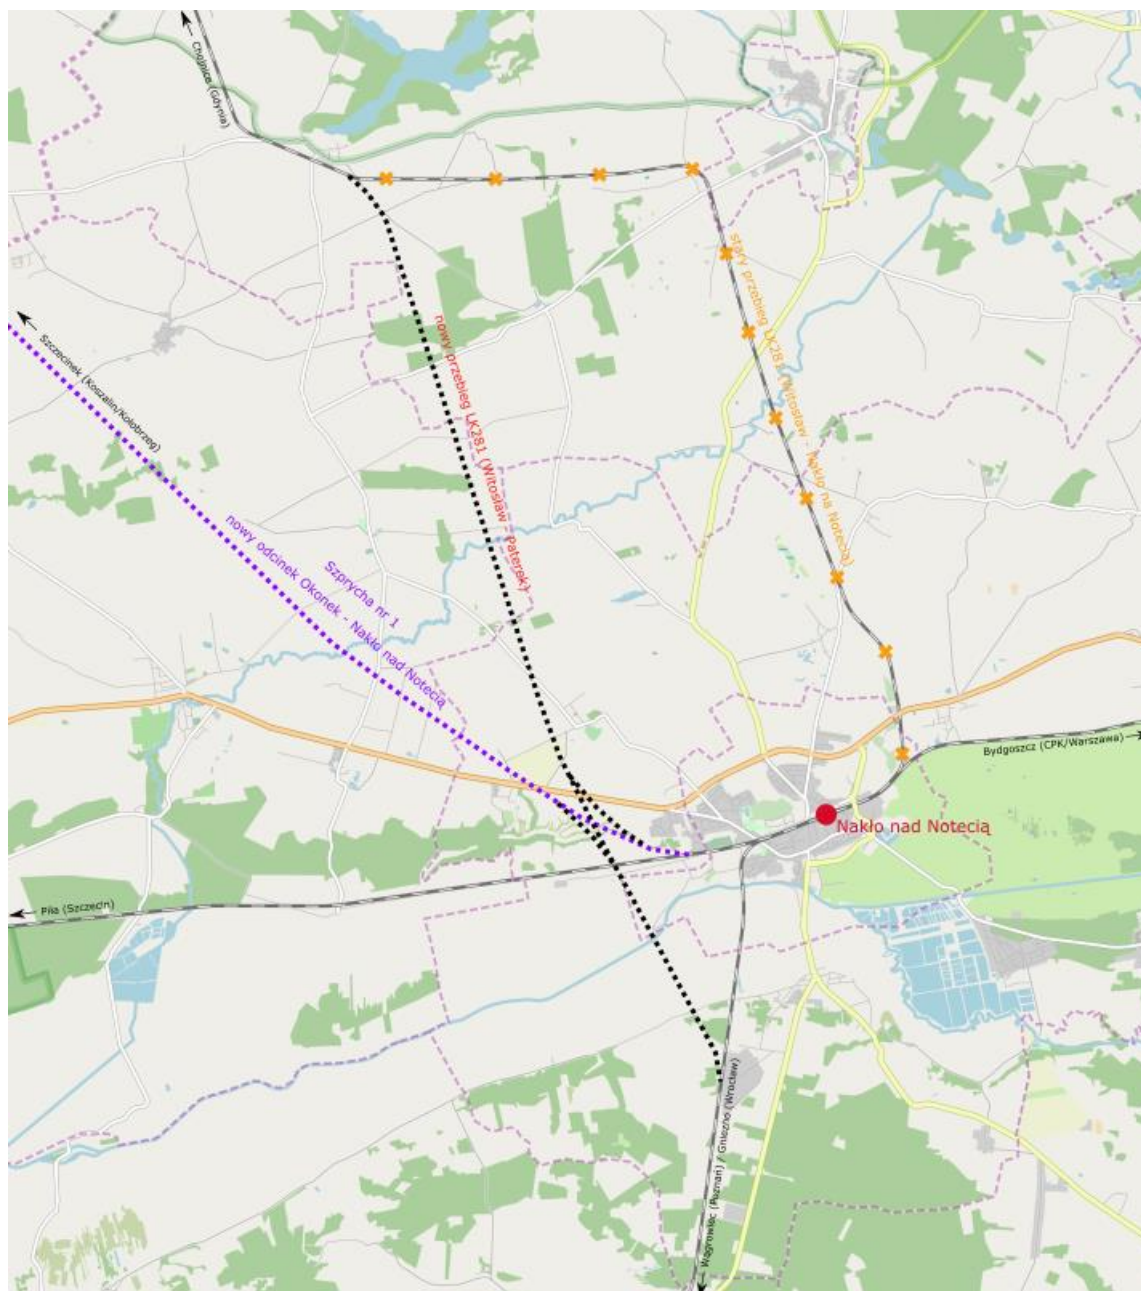 Chojnice (Gdynia)
stary przebieg LK281 (Witosław - Nakło na Notecią)
nowy przebieg LK281 (Witosław - Paterek)
Szczecinek (Koszalin/Kołobrzeg)
Szprycha nr 1
nowy odcinek Okonek - Nakło nad Notecią
Bydgoszcz (CPK/Warszawa)
Nakło nad Notecią
Piła (Szczecin)
Wągrowiec (Poznań) / Gniezno (Wrocław)